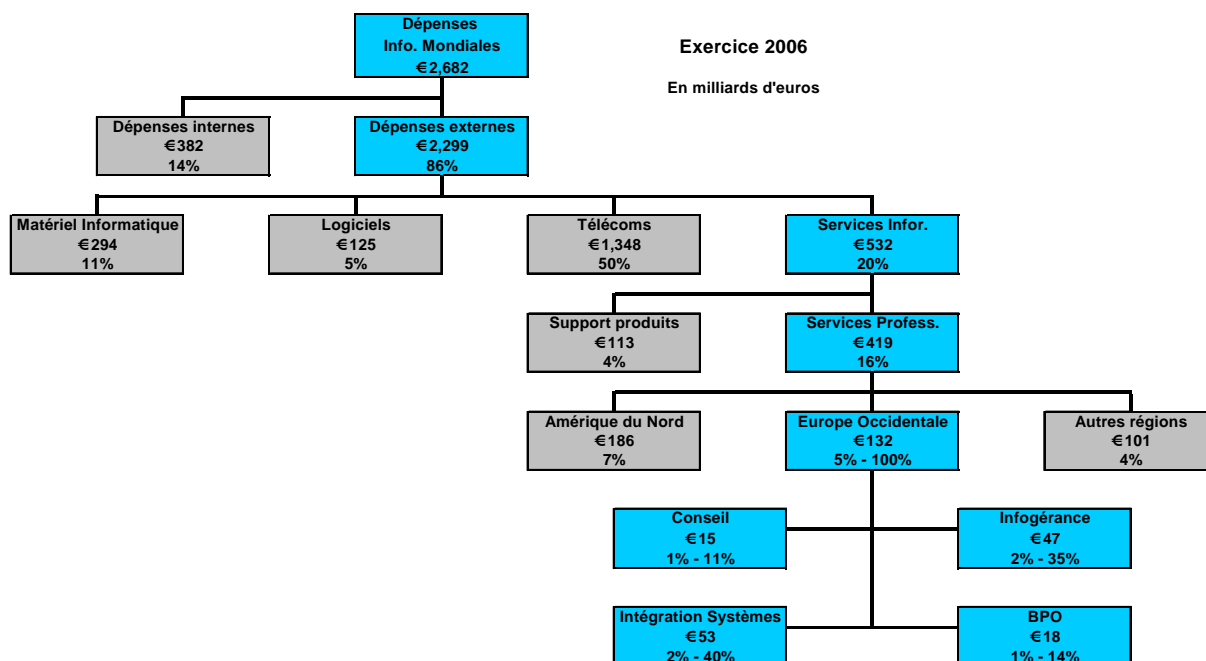 Dépenses
Info. Mondiales
€2,682
Exercice 2006
En milliards d'euros
Dépenses internes
€382
14%
Dépenses externes
€2,299
86%
Matériel Informatique
€294
11%
Logiciels
€125
5%
Télécoms
€1,348
50%
Services Infor.
€532
20%
Support produits
€113
4%
Services Profess.
€419
16%
Amérique du Nord
€186
7%
Europe Occidentale
€132
5% - 100%
Autres régions
€101
4%
Conseil
€15
1% - 11%
Infogérance
€47
2% - 35%
Intégration Systèmes
€53
2% - 40%
BPO
€18
1% - 14%